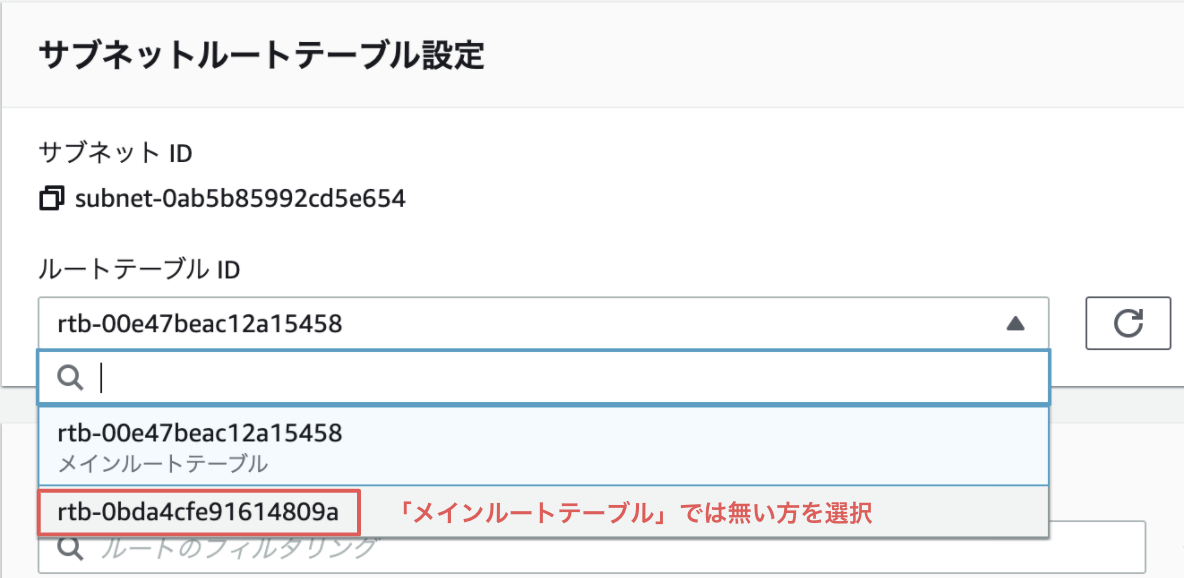 サブネットルートテーブル設定
サブネット ID
subnet-0ab5b85992cd5e654
ルートテーブル ID
rtb-00e47beac12a15458
rtb-00e47beac12a15458
メインルートテーブル
rtb-0bda4cfe91614809a 「メインルートテーブル」では無い方を選択
ルートのフィルタリング